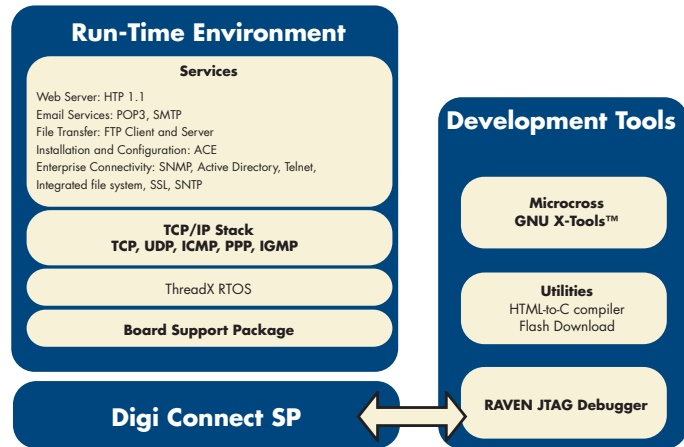 Run-Time Environment
Services
Web Server: HTP 1.1
Email Services: POP3, SMTP
File Transfer: FTP Client and Server
Installation and Configuration: ACE
Enterprise Connectivity: SNMP, Active Directory, Telnet,
Integrated file system, SSL, SNTP
TCP/IP Stack
TCP, UDP, ICMP, PPP, IGMP
ThreadX RTOS
Board Support Package
Digi Connect SP
Development Tools
Microcross
GNU X-Tools™
Utilities
HTML-to-C compiler
Flash Download
RAVEN JTAG Debugger